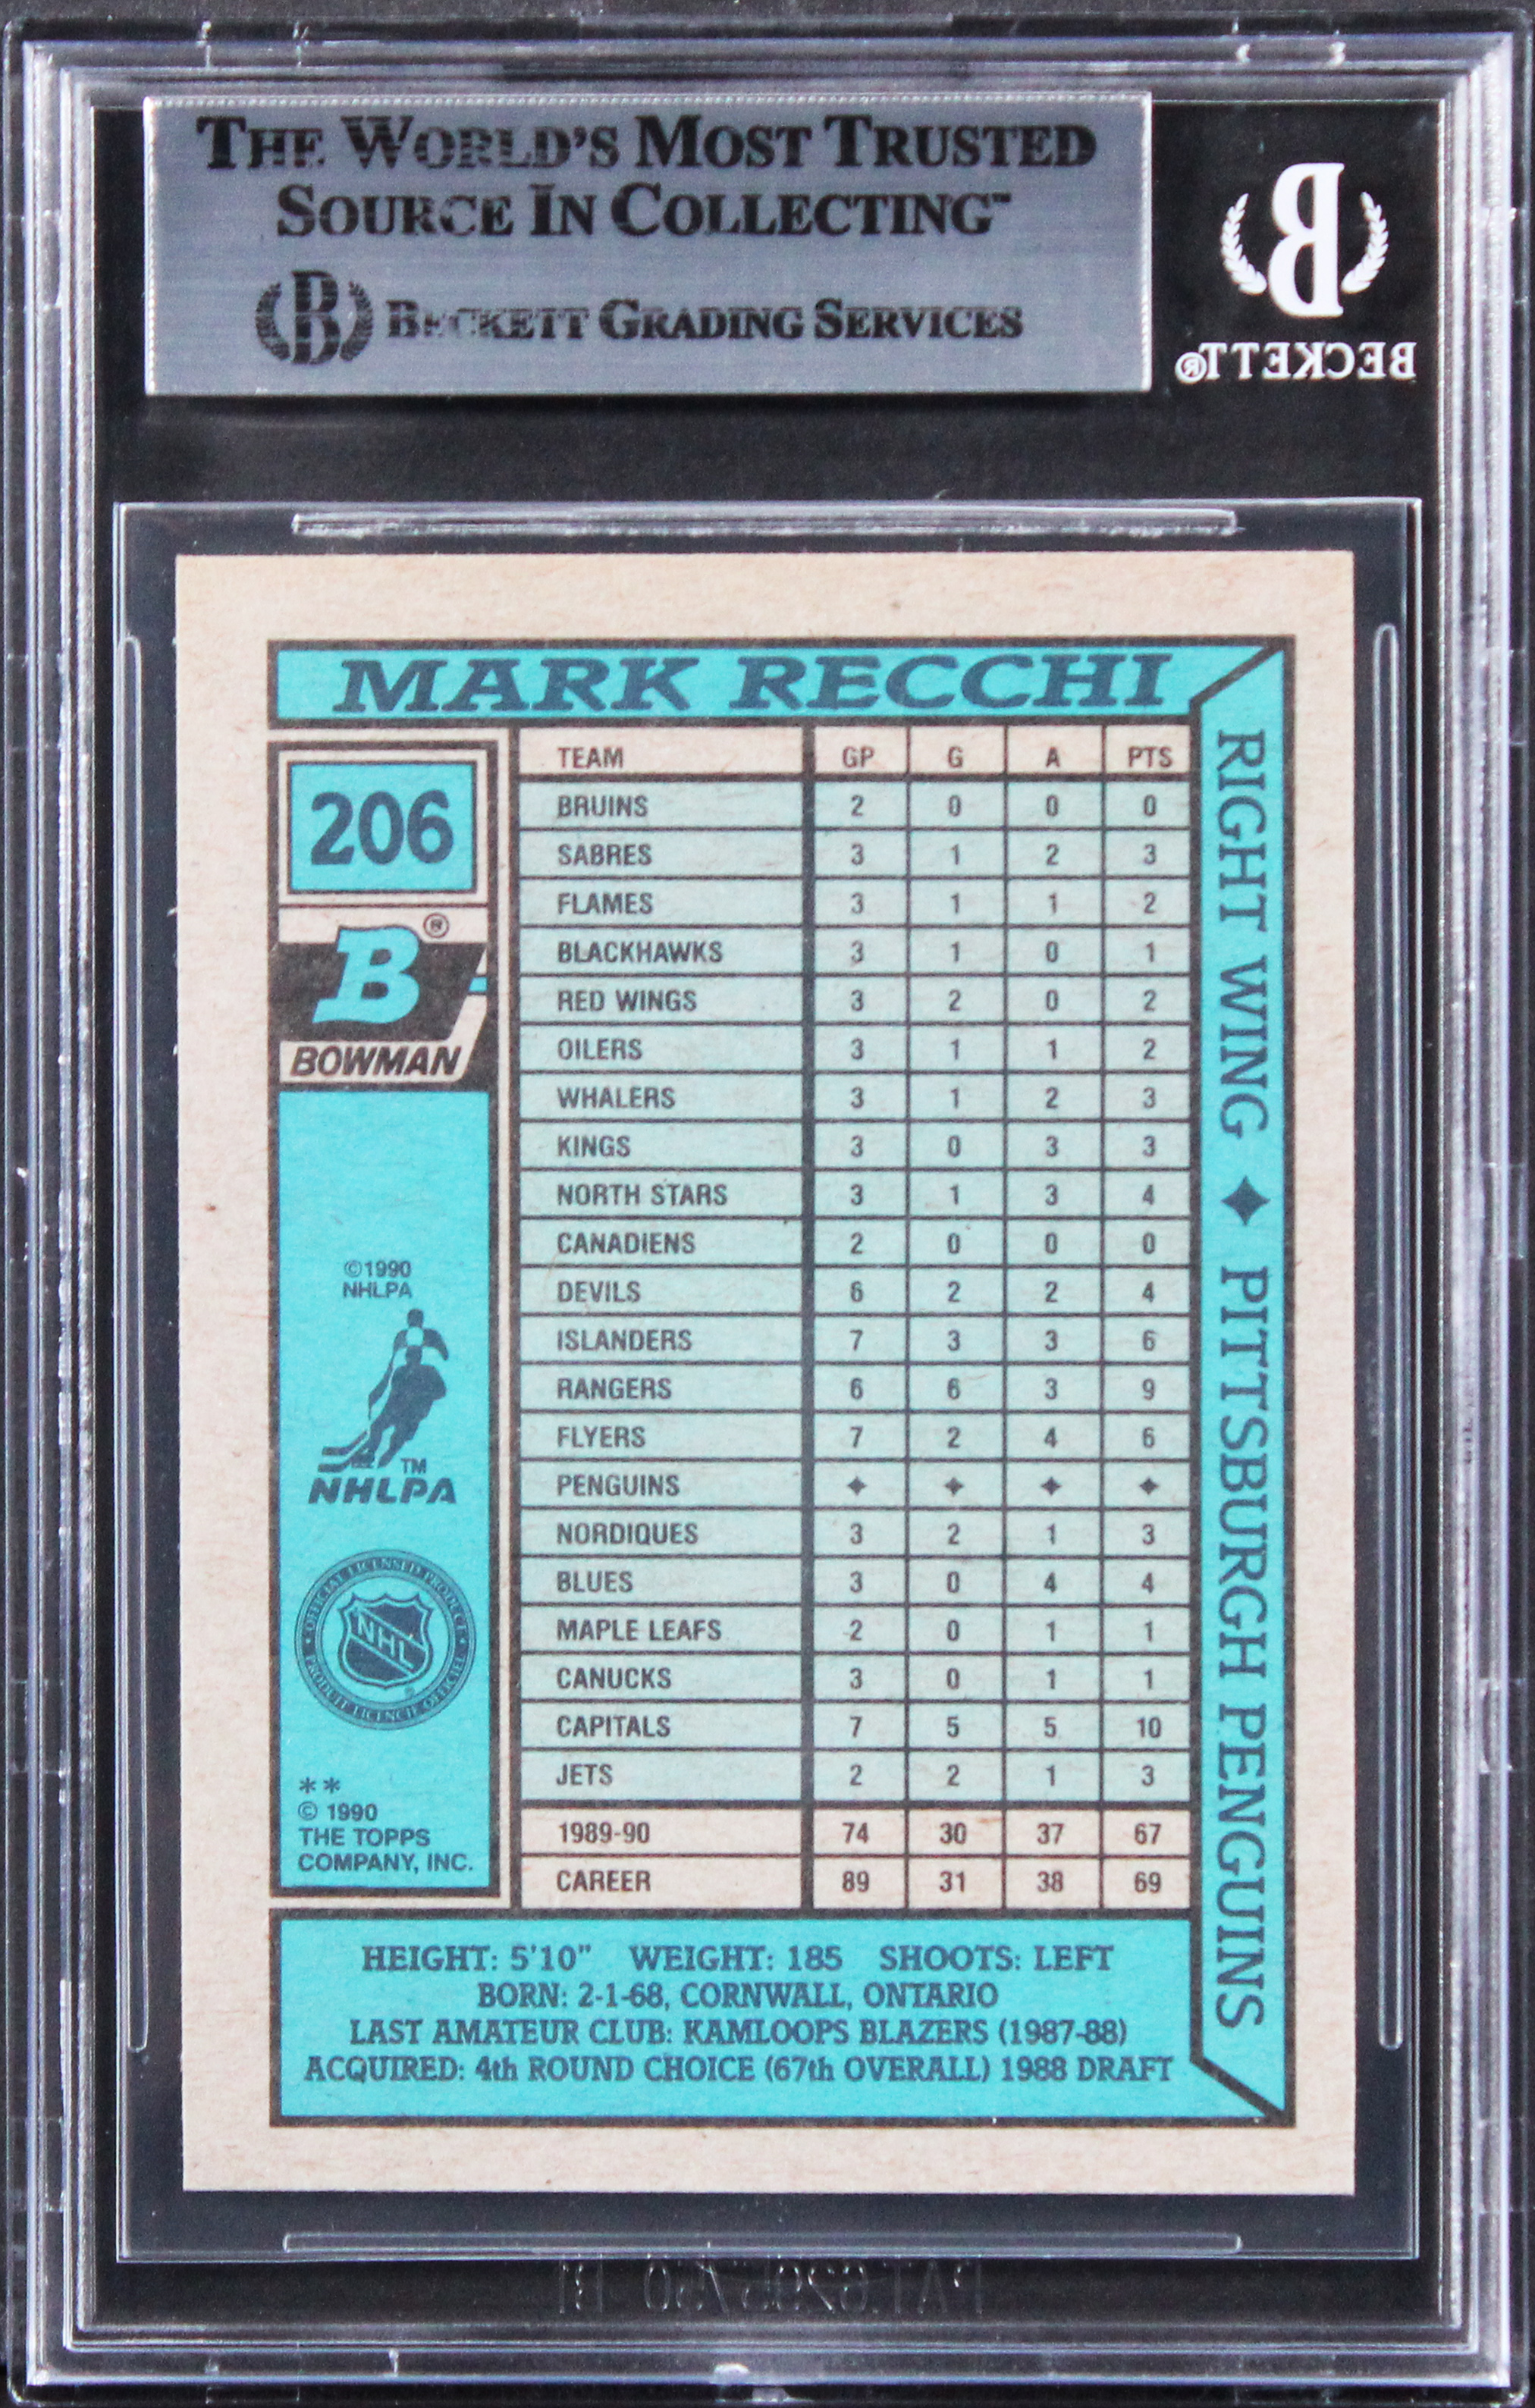 THE WORLD'S MOST TRUSTED
SOURCE IN COLLECTING™
B BECKETT GRADING SERVICES
B
BECKETT®
MARK RECCHI
206
B®
BOWMAN
©1990
NHLPA
TM
NHLPA
OFFICIAL LICENSED PRODUCT
NHL
PRODUIT LICENCIE OFFICIEL
**
© 1990
THE TOPPS
COMPANY, INC.
TEAM GP G A PTS
BRUINS 2 0 0 0
SABRES 3 1 2 3
FLAMES 3 1 1 2
BLACKHAWKS 3 1 0 1
RED WINGS 3 2 0 2
OILERS 3 1 1 2
WHALERS 3 1 2 3
KINGS 3 0 3 3
NORTH STARS 3 1 3 4
CANADIENS 2 0 0 0
DEVILS 6 2 2 4
ISLANDERS 7 3 3 6
RANGERS 6 6 3 9
FLYERS 7 2 4 6
PENGUINS ✦ ✦ ✦ ✦
NORDIQUES 3 2 1 3
BLUES 3 0 4 4
MAPLE LEAFS 2 0 1 1
CANUCKS 3 0 1 1
CAPITALS 7 5 5 10
JETS 2 2 1 3
1989-90 74 30 37 67
CAREER 89 31 38 69
RIGHT WING ✦ PITTSBURGH PENGUINS
HEIGHT: 5'10" WEIGHT: 185 SHOOTS: LEFT
BORN: 2-1-68, CORNWALL, ONTARIO
LAST AMATEUR CLUB: KAMLOOPS BLAZERS (1987-88)
ACQUIRED: 4th ROUND CHOICE (67th OVERALL) 1988 DRAFT